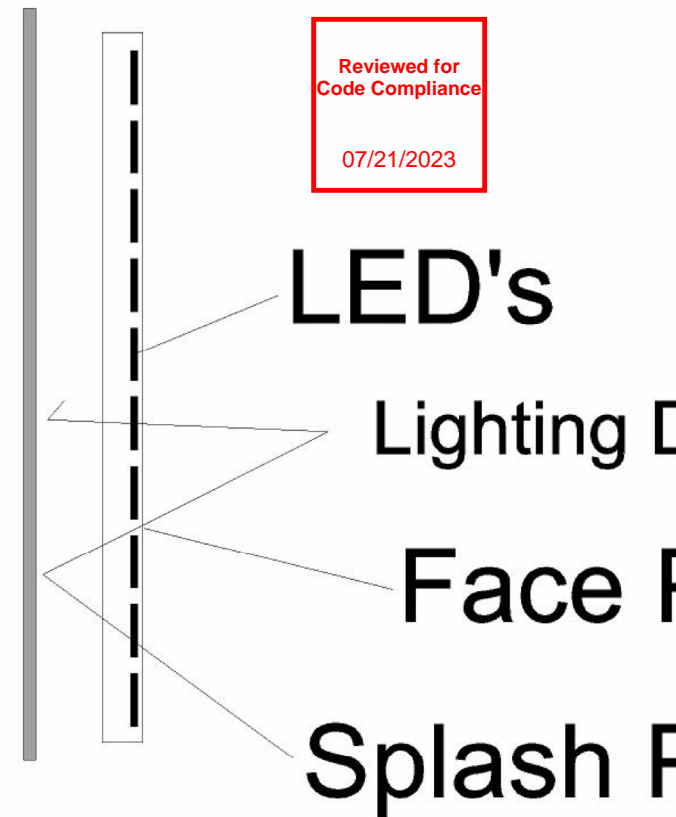 Reviewed for
Code Compliance
07/21/2023
LED's
Lighting
Face
Splash